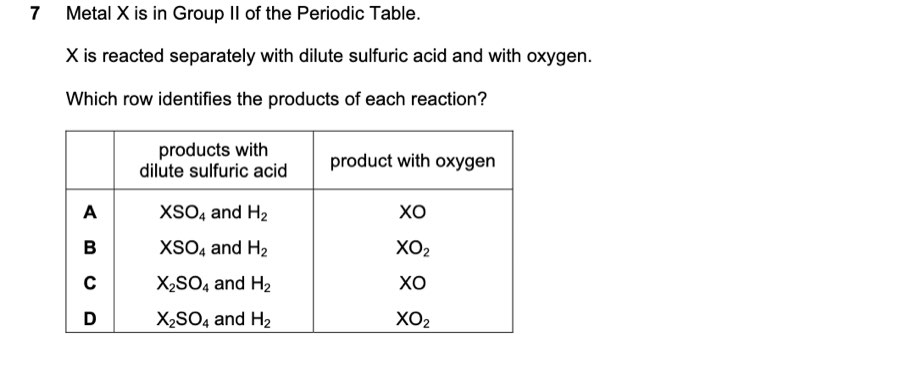 7 Metal X is in Group II of the Periodic Table.
X is reacted separately with dilute sulfuric acid and with oxygen.
Which row identifies the products of each reaction?
products with
dilute sulfuric acid
product with oxygen
A XSO₄ and H₂ XO
B XSO₄ and H₂ XO₂
C X₂SO₄ and H₂ XO
D X₂SO₄ and H₂ XO₂